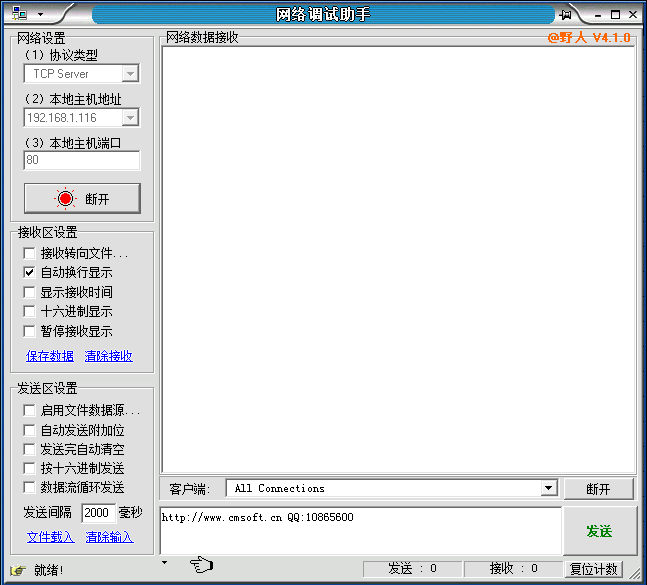 网络调试助手
网络设置
网络数据接收
@野人 V4.1.0
（1）协议类型
TCP Server
（2）本地主机地址
192.168.1.116
（3）本地主机端口
80
断开
接收区设置
接收转向文件...
自动换行显示
显示接收时间
十六进制显示
暂停接收显示
保存数据 清除接收
发送区设置
启用文件数据源...
自动发送附加位
发送完自动清空
按十六进制发送
数据流循环发送
发送间隔 2000 毫秒
文件载入 清除输入
客户端: All Connections 断开
http://www.cmsoft.cn QQ:10865600
发送
就绪!
发送 : 0
接收 : 0
复位计数